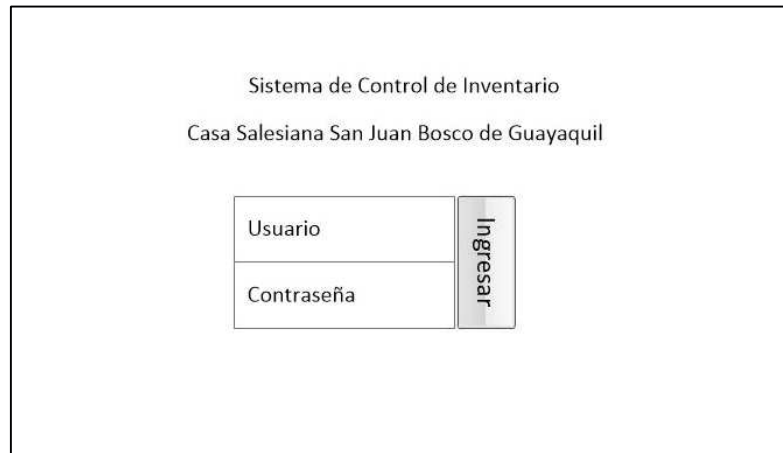 Sistema de Control de Inventario
Casa Salesiana San Juan Bosco de Guayaquil
Usuario
Contraseña
Ingresar